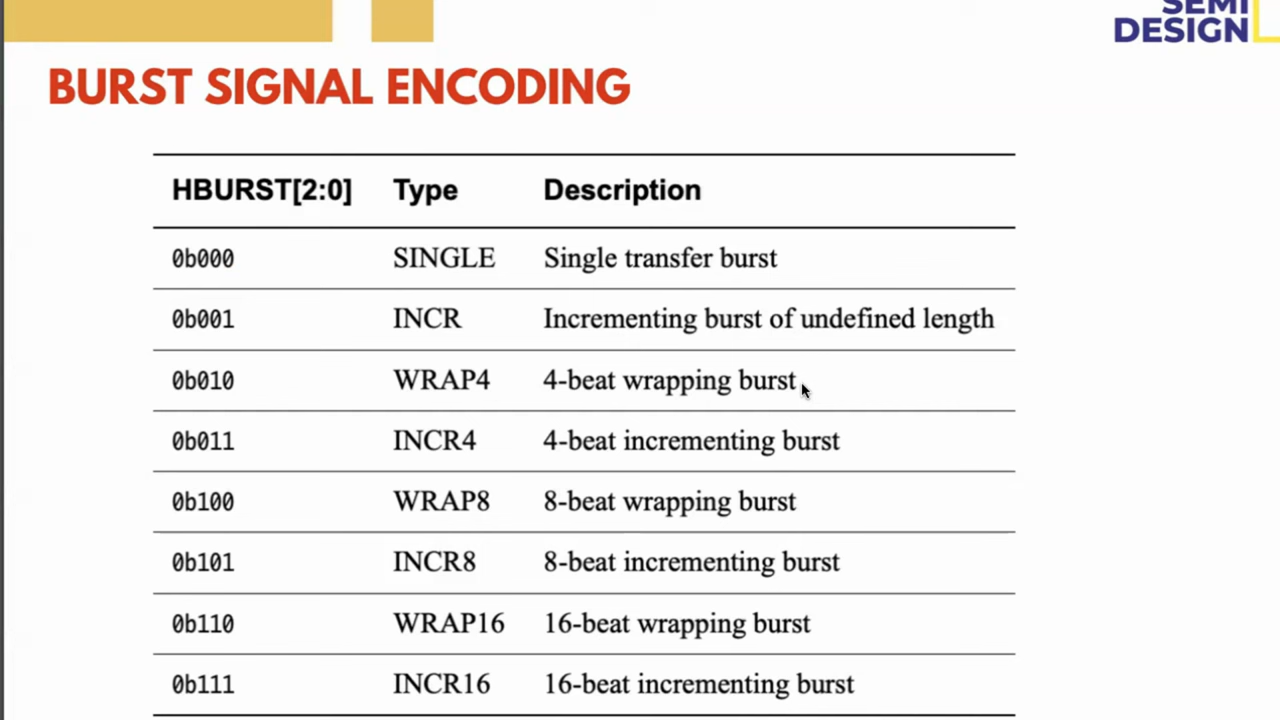 SEMI
DESIGN
BURST SIGNAL ENCODING
HBURST[2:0] Type Description
0b000 SINGLE Single transfer burst
0b001 INCR Incrementing burst of undefined length
0b010 WRAP4 4-beat wrapping burst
0b011 INCR4 4-beat incrementing burst
0b100 WRAP8 8-beat wrapping burst
0b101 INCR8 8-beat incrementing burst
0b110 WRAP16 16-beat wrapping burst
0b111 INCR16 16-beat incrementing burst